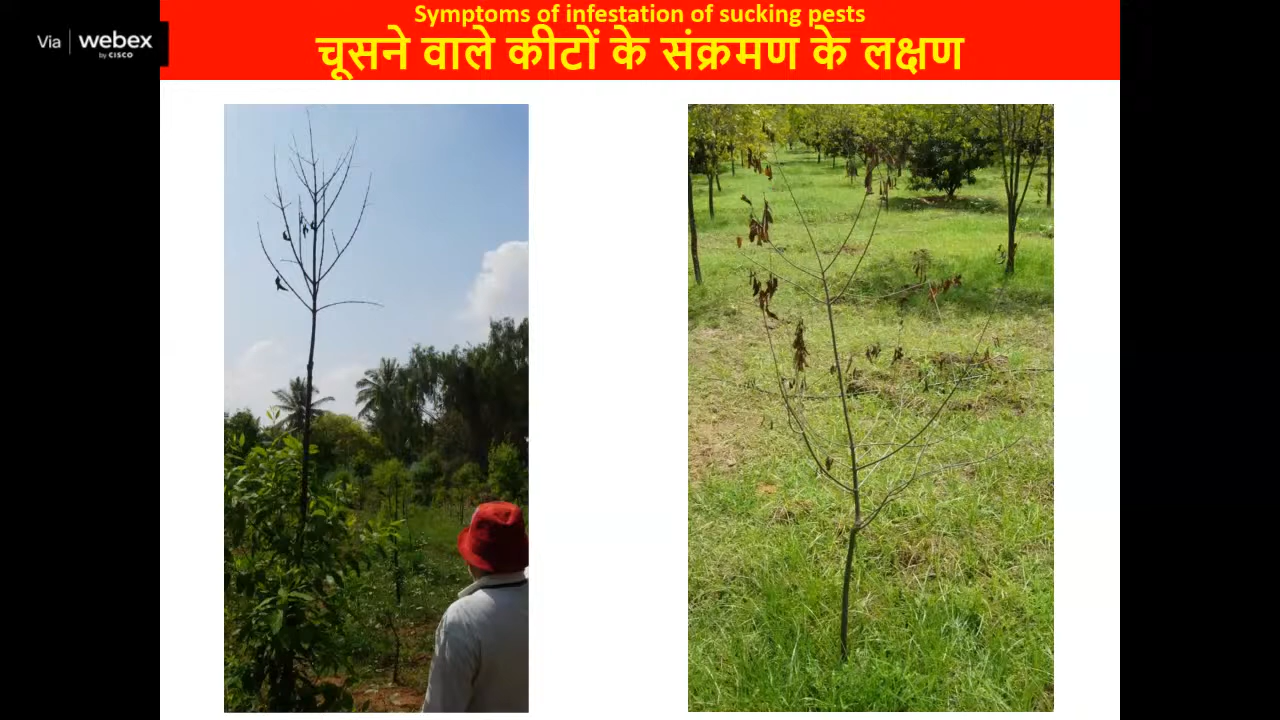 Symptoms of infestation of sucking pests
Via webex
by CISCO
चूसने वाले कीटों के संक्रमण के लक्षण